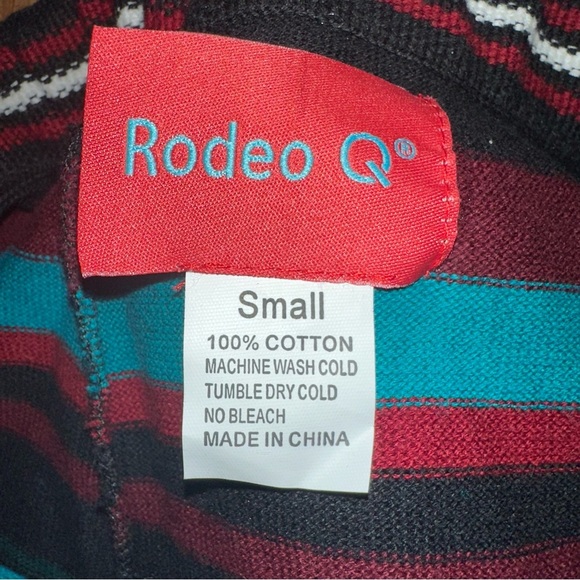 Rodeo Q®
Small
100% COTTON
MACHINE WASH COLD
TUMBLE DRY COLD
NO BLEACH
MADE IN CHINA